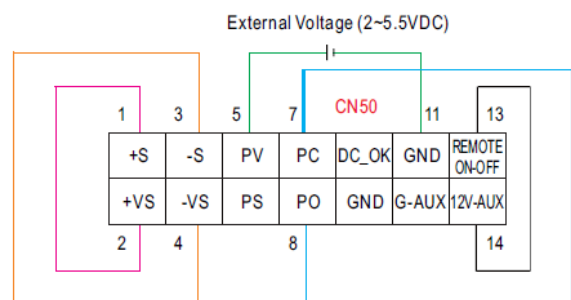 External Voltage (2~5.5VDC)
CN50
1 3 5 7 11 13
+S -S PV PC DC_OK GND REMOTE
ON-OFF
+VS -VS PS PO GND G-AUX 12V-AUX
2 4 8 14